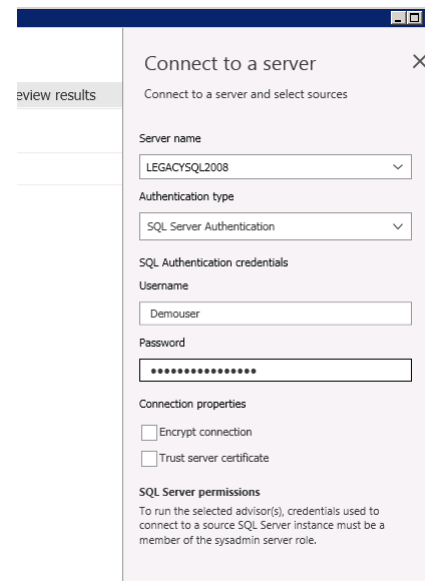 Connect to a server
eview results
Connect to a server and select sources
Server name
LEGACYSQL2008
Authentication type
SQL Server Authentication
SQL Authentication credentials
Username
Demouser
Password
••••••••••••••••
Connection properties
Encrypt connection
Trust server certificate
SQL Server permissions
To run the selected advisor(s), credentials used to
connect to a source SQL Server instance must be a
member of the sysadmin server role.